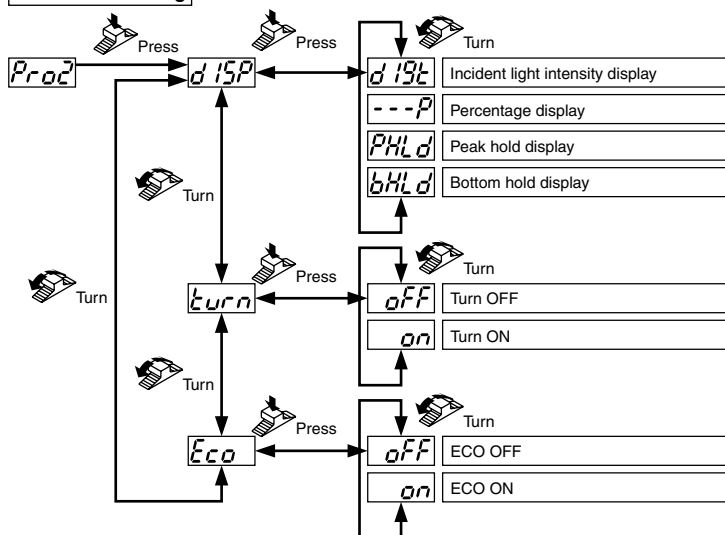 Press
Press
Turn
Pro2
dISP
dISt
Incident light intensity display
---P
Percentage display
PHLd
Peak hold display
bHLd
Bottom hold display
Turn
Turn
Press
Turn
turn
oFF
Turn OFF
on
Turn ON
Turn
Press
Turn
Eco
oFF
ECO OFF
on
ECO ON